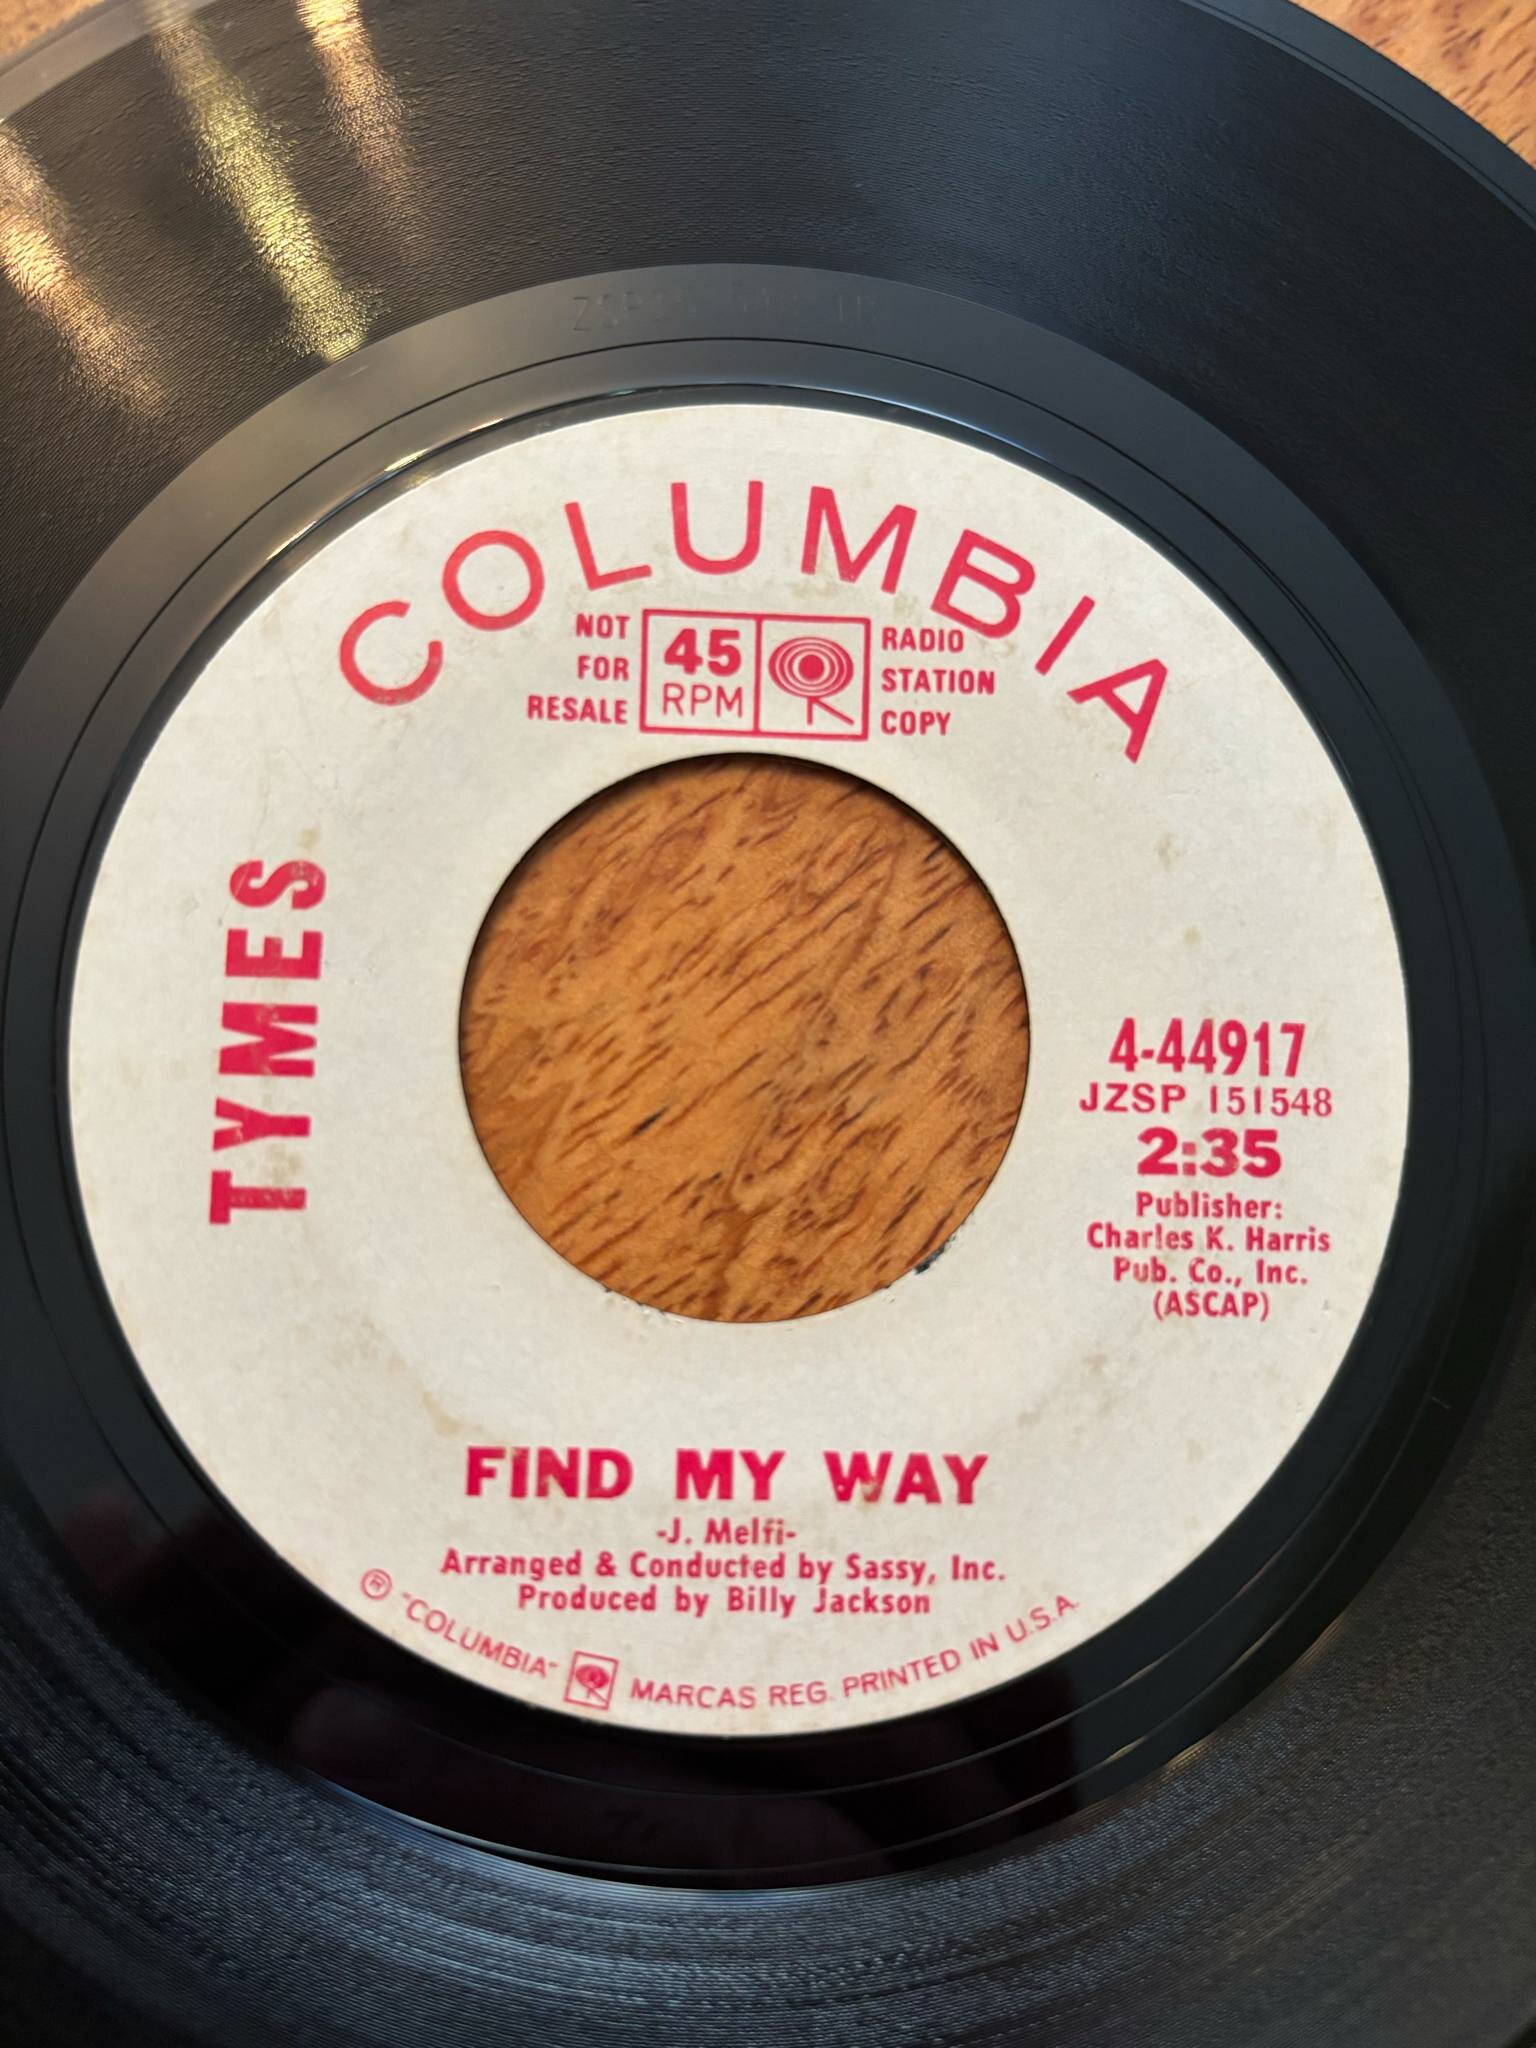 COLUMBIA
NOT
FOR
RESALE
45
RPM
RADIO
STATION
COPY
TYMES
4-44917
JZSP 151548
2:35
Publisher:
Charles K. Harris
Pub. Co., Inc.
(ASCAP)
FIND MY WAY
-J. Melfi-
Arranged & Conducted by Sassy, Inc.
Produced by Billy Jackson
® "COLUMBIA" MARCAS REG. PRINTED IN U.S.A.